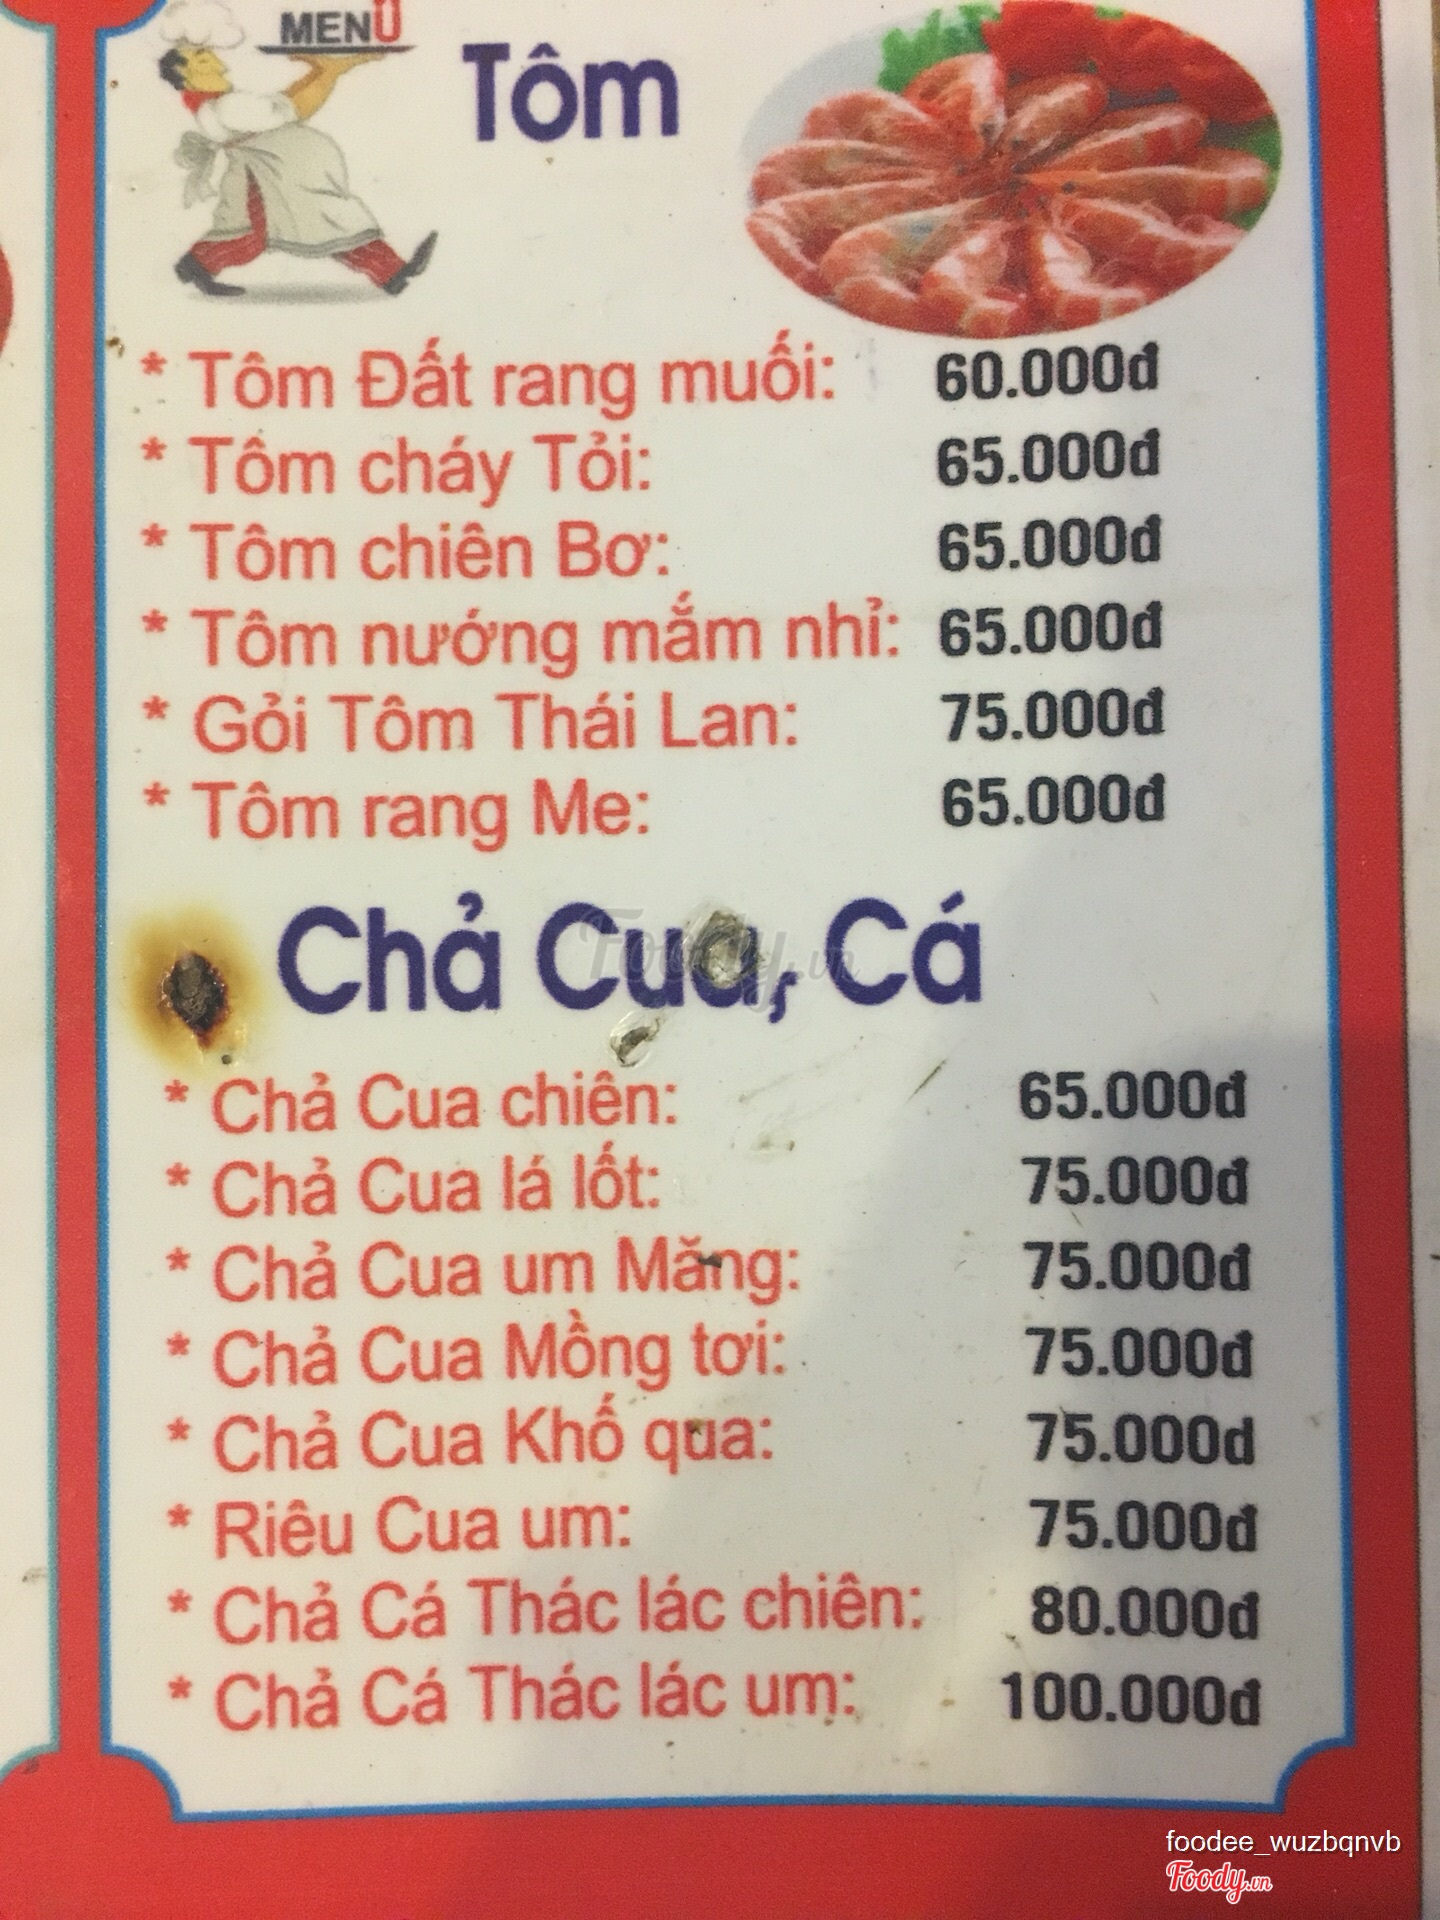 MENU
Tôm
* Tôm Đất rang muối: 60.000đ
* Tôm cháy Tỏi: 65.000đ
* Tôm chiên Bơ: 65.000đ
* Tôm nướng mắm nhỉ: 65.000đ
* Gỏi Tôm Thái Lan: 75.000đ
* Tôm rang Me: 65.000đ
Chả Cua, Cá
Foody.vn
* Chả Cua chiên: 65.000đ
* Chả Cua lá lốt: 75.000đ
* Chả Cua um Măng: 75.000đ
* Chả Cua Mồng tơi: 75.000đ
* Chả Cua Khố qua: 75.000đ
* Riêu Cua um: 75.000đ
* Chả Cá Thác lác chiên: 80.000đ
* Chả Cá Thác lác um: 100.000đ
foodee_wuzbqnvb
Foody.vn